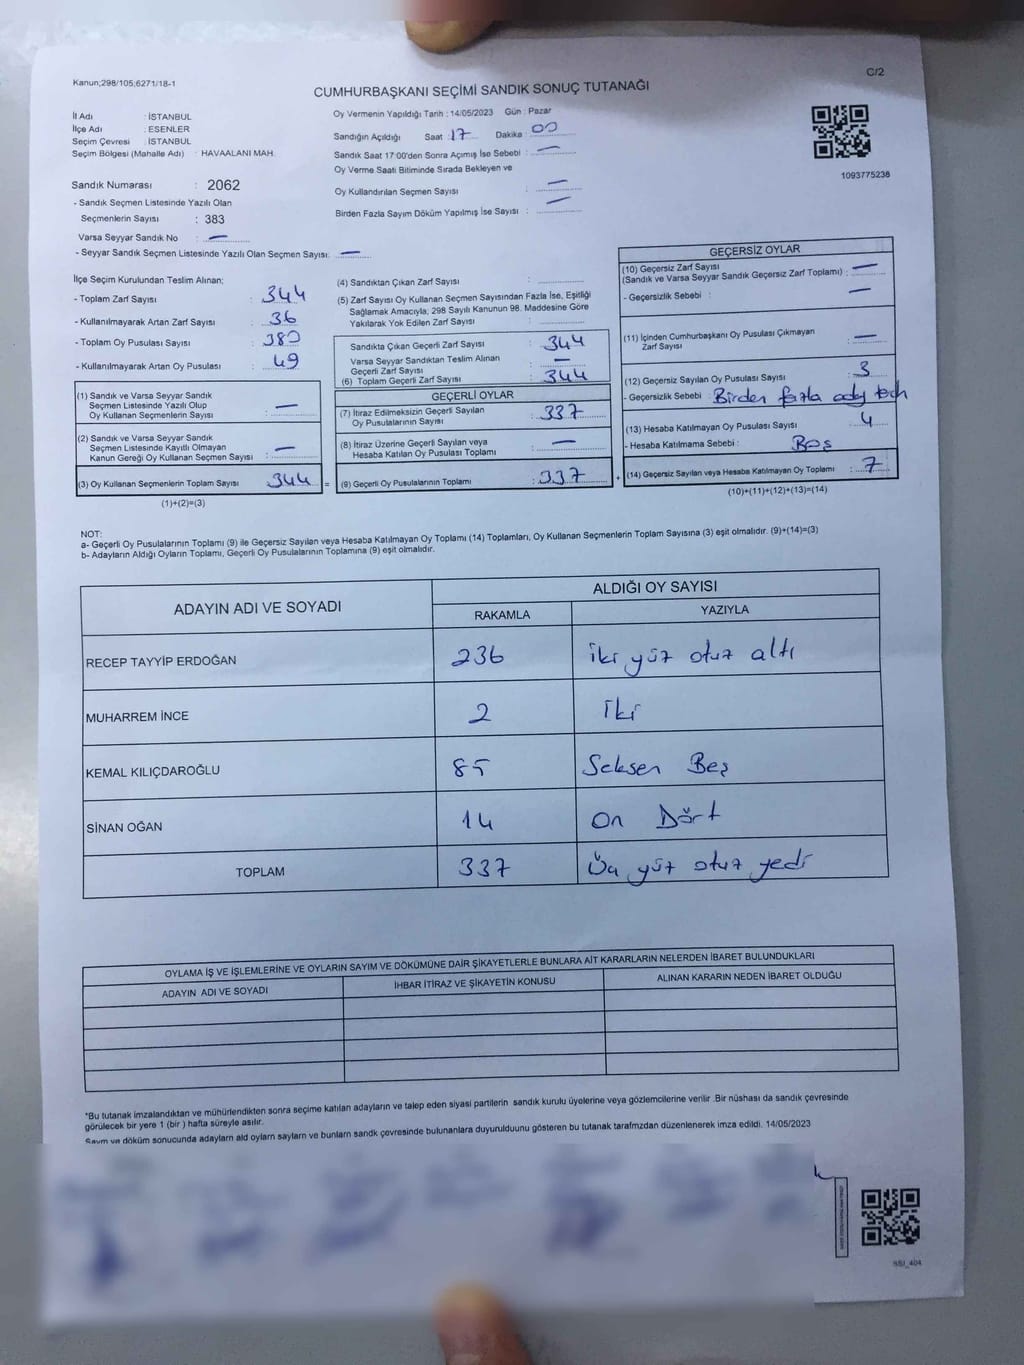 Kanun;298/105;6271/18-1
C/2
CUMHURBAŞKANI SEÇİMİ SANDIK SONUÇ TUTANAĞI
İl Adı : İSTANBUL
İlçe Adı : ESENLER
Seçim Çevresi : İSTANBUL
Seçim Bölgesi (Mahalle Adı) : HAVAALANI MAH.
Sandık Numarası : 2062
- Sandık Seçmen Listesinde Yazılı Olan
Seçmenlerin Sayısı : 383
Varsa Seyyar Sandık No : —
- Seyyar Sandık Seçmen Listesinde Yazılı Olan Seçmen Sayısı: —
Oy Vermenin Yapıldığı Tarih : 14/05/2023 Gün : Pazar
Sandığın Açıldığı Saat : 17 Dakika : 00
Sandık Saat 17:00'den Sonra Açımış İse Sebebi : —
Oy Verme Saati Bitiminde Sırada Bekleyen ve
Oy Kullandırılan Seçmen Sayısı : —
Birden Fazla Sayım Döküm Yapılmış İse Sayısı : —
1093775238
İlçe Seçim Kurulundan Teslim Alınan;
- Toplam Zarf Sayısı : 344
- Kullanılmayarak Artan Zarf Sayısı : 36
- Toplam Oy Pusulası Sayısı : 380
- Kullanılmayarak Artan Oy Pusulası : 49
(1) Sandık ve Varsa Seyyar Sandık
Seçmen Listesinde Yazılı Olup
Oy Kullanan Seçmenlerin Sayısı : —
(2) Sandık ve Varsa Seyyar Sandık
Seçmen Listesinde Kayıtlı Olmayan
Kanun Gereği Oy Kullanan Seçmen Sayısı : —
(3) Oy Kullanan Seçmenlerin Toplam Sayısı : 344 =
(1)+(2)=(3)
(4) Sandıktan Çıkan Zarf Sayısı :
(5) Zarf Sayısı Oy Kullanan Seçmen Sayısından Fazla İse, Eşitliği
Sağlamak Amacıyla; 298 Sayılı Kanunun 98. Maddesine Göre
Yakılarak Yok Edilen Zarf Sayısı :
Sandıkta Çıkan Geçerli Zarf Sayısı : 344
Varsa Seyyar Sandıktan Teslim Alınan
Geçerli Zarf Sayısı : —
(6) Toplam Geçerli Zarf Sayısı : 344
GEÇERLİ OYLAR
(7) İtiraz Edilmeksizin Geçerli Sayılan
Oy Pusulalarının Sayısı : 337
(8) İtiraz Üzerine Geçerli Sayılan veya
Hesaba Katılan Oy Pusulası Toplamı : —
(9) Geçerli Oy Pusulalarının Toplamı : 337 +
GEÇERSİZ OYLAR
(10) Geçersiz Zarf Sayısı
(Sandık ve Varsa Seyyar Sandık Geçersiz Zarf Toplamı) : —
- Geçersizlik Sebebi : —
(11) İçinden Cumhurbaşkanı Oy Pusulası Çıkmayan
Zarf Sayısı : —
(12) Geçersiz Sayılan Oy Pusulası Sayısı : 3
- Geçersizlik Sebebi : Birden fazla aday
(13) Hesaba Katılmayan Oy Pusulası Sayısı : 4
- Hesaba Katılmama Sebebi : Boş
(14) Geçersiz Sayılan veya Hesaba Katılmayan Oy Toplamı : 7
(10)+(11)+(12)+(13)=(14)
NOT:
a- Geçerli Oy Pusulalarının Toplamı (9) ile Geçersiz Sayılan veya Hesaba Katılmayan Oy Toplamı (14) Toplamları, Oy Kullanan Seçmenlerin Toplam Sayısına (3) eşit olmalıdır. (9)+(14)=(3)
b- Adayların Aldığı Oyların Toplamı, Geçerli Oy Pusulalarının Toplamına (9) eşit olmalıdır.
ADAYIN ADI VE SOYADI
ALDIĞI OY SAYISI
RAKAMLA YAZIYLA
RECEP TAYYİP ERDOĞAN 236 iki yüz otuz altı
MUHARREM İNCE 2 iki
KEMAL KILIÇDAROĞLU 85 Seksen Beş
SİNAN OĞAN 14 On Dört
TOPLAM 337 Üç yüz otuz yedi
OYLAMA İŞ VE İŞLEMLERİNE VE OYLARIN SAYIM VE DÖKÜMÜNE DAİR ŞİKAYETLERLE BUNLARA AİT KARARLARIN NELERDEN İBARET BULUNDUKLARI
ADAYIN ADI VE SOYADI İHBAR İTİRAZ VE ŞİKAYETİN KONUSU ALINAN KARARIN NEDEN İBARET OLDUĞU
*Bu tutanak imzalandıktan ve mühürlendikten sonra seçime katılan adayların ve talep eden siyasi partilerin sandık kurulu üyelerine veya gözlemcilerine verilir .Bir nüshası da sandık çevresinde
görülecek bir yere 1 (bir ) hafta süreyle asılır.
Sayım ve döküm sonucunda adayların ald oyların sayların ve bunların sandk çevresinde bulunanlara duyurulduunu gösteren bu tutanak tarafmzdan düzenlenerek imza edildi. 14/05/2023
SSI_404